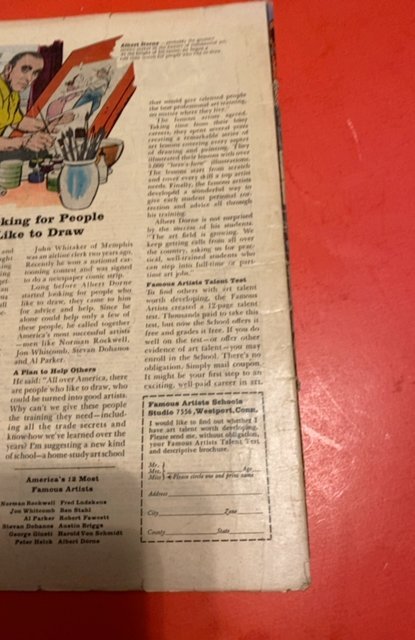 Albert Dorne
king for People
ike to Draw
John Whitaker of Memphis
was an airline clerk two years ago.
Recently he won a national car-
tooning contest and was signed
to do a newspaper comic strip.
Long before Albert Dorne
started looking for people who
like to draw, they came to him
for advice and help. Since he
alone could help only a few of
these people, he called together
America's most successful artists
—men like Norman Rockwell,
Jon Whitcomb, Stevan Dohanos
and Al Parker.
A Plan to Help Others
He said: "All over America, there
are people who like to draw, who
could be turned into good artists.
Why can't we give these people
the training they need—includ-
ing all the trade secrets and
know-how we've learned over the
years? I'm suggesting a new kind
of school—a home study art school
America's 12 Most
Famous Artists
Norman Rockwell Fred Ludekens
Jon Whitcomb Ben Stahl
Al Parker Robert Fawcett
Stevan Dohanos Austin Briggs
George Giusti Harold Von Schmidt
Peter Helck Albert Dorne
that would give talented people
the best professional art training,
no matter where they live."
The famous artists agreed.
Taking time from their busy
careers, they spent several years
creating a remarkable series of
art lessons covering every aspect
of drawing and painting. They
illustrated their lessons with over
5,000 "here's-how" illustrations.
The lessons start from scratch
and cover every skill a top artist
needs. Finally, the famous artists
developed a wonderful way to
give each student personal cor-
rection and advice all through
his training.
Albert Dorne is not surprised
by the success of his students.
"The art field is growing. We
keep getting calls from all over
the country, asking us for prac-
tical, well-trained students who
can step into full-time or part-
time art jobs."
Famous Artists Talent Test
To find others with art talent
worth developing, the Famous
Artists created a 12-page talent
test. Thousands paid to take this
test, but now the School offers it
free and grades it free. If you do
well on the test—or offer other
evidence of art talent—you may
enroll in the School. There's no
obligation. Simply mail coupon.
It might be your first step to an
exciting, well-paid career in art.
Famous Artists Schools
Studio 7556, Westport, Conn.
I would like to find out whether I
have art talent worth developing.
Please send me, without obligation,
your Famous Artists Talent Test
and descriptive brochure.
Mr.
Mrs. Age
Miss Please circle one and print name
Address
City Zone
County State